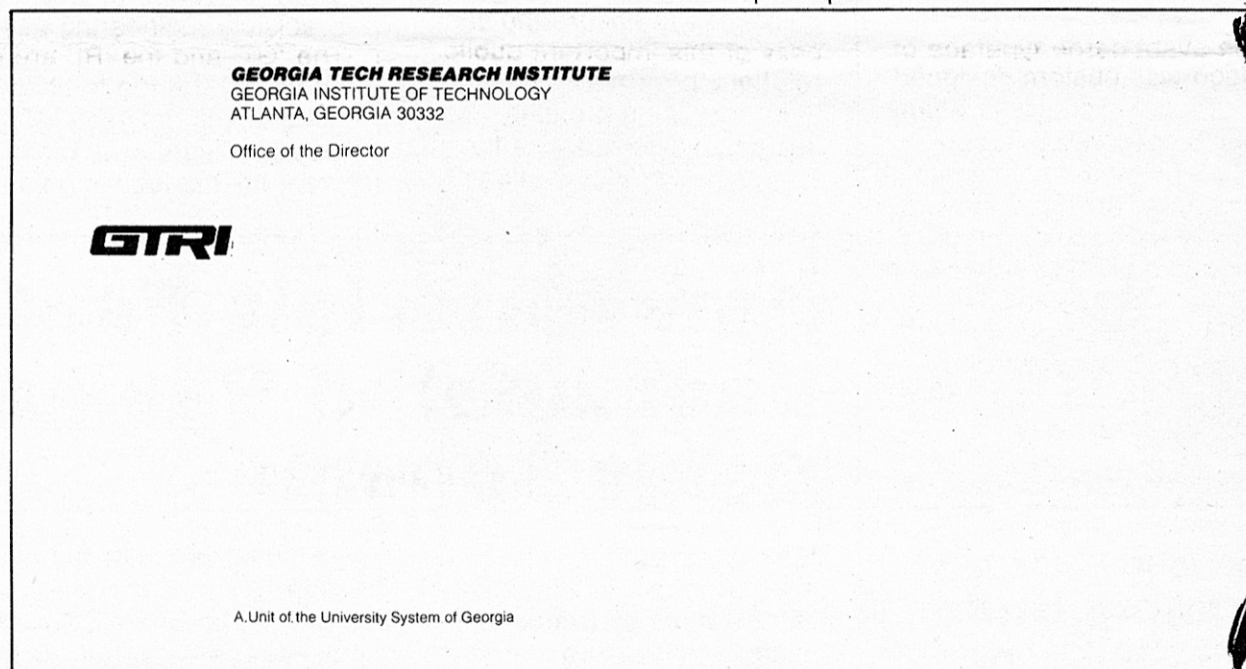 GEORGIA TECH RESEARCH INSTITUTE
GEORGIA INSTITUTE OF TECHNOLOGY
ATLANTA, GEORGIA 30332
Office of the Director
GTRI
A Unit of the University System of Georgia